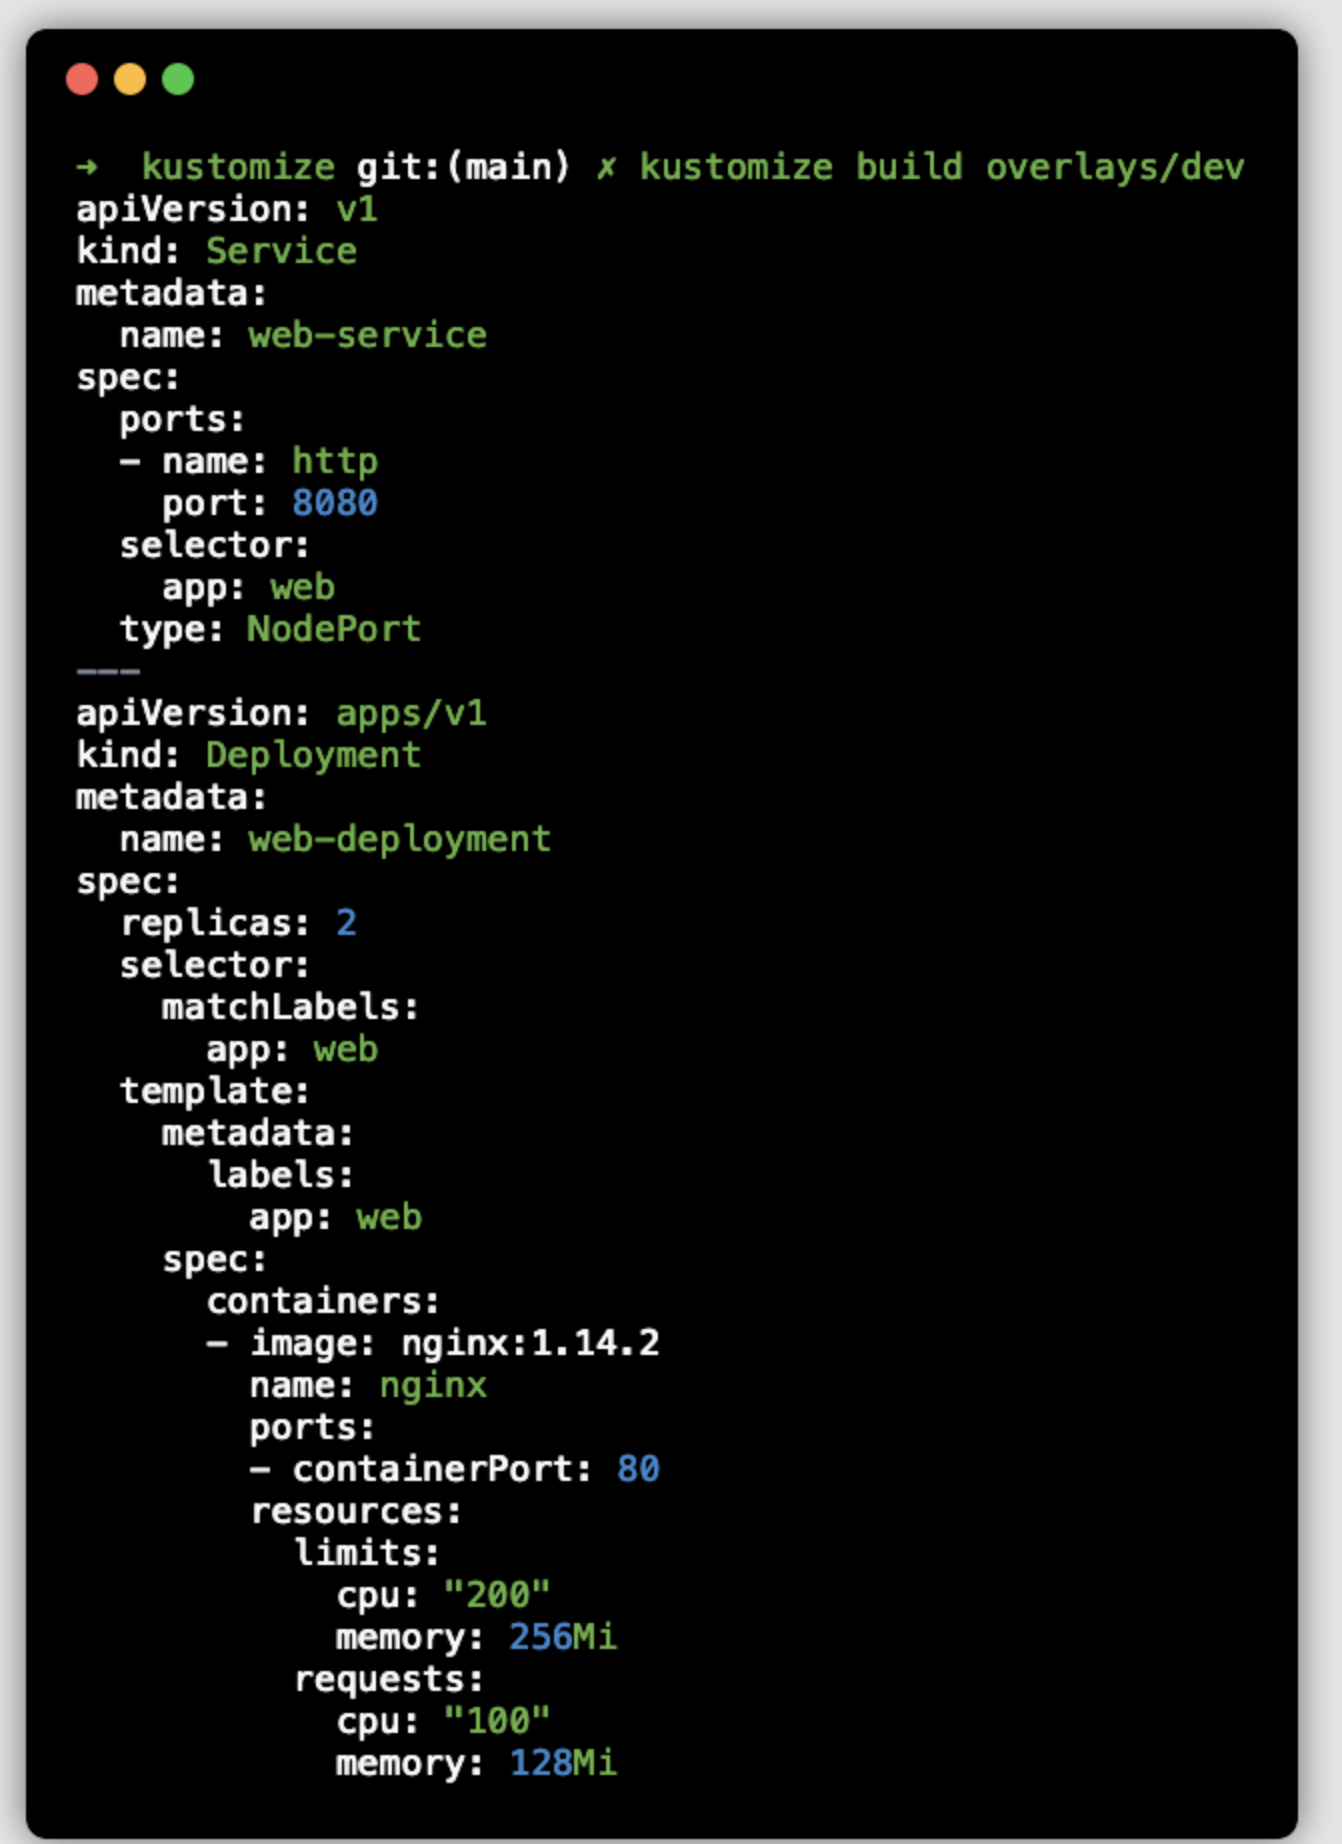 ➜  kustomize git:(main) ✗ kustomize build overlays/dev
apiVersion: v1
kind: Service
metadata:
  name: web-service
spec:
  ports:
  - name: http
    port: 8080
  selector:
    app: web
  type: NodePort
---
apiVersion: apps/v1
kind: Deployment
metadata:
  name: web-deployment
spec:
  replicas: 2
  selector:
    matchLabels:
      app: web
  template:
    metadata:
      labels:
        app: web
    spec:
      containers:
      - image: nginx:1.14.2
        name: nginx
        ports:
        - containerPort: 80
        resources:
          limits:
            cpu: "200"
            memory: 256Mi
          requests:
            cpu: "100"
            memory: 128Mi